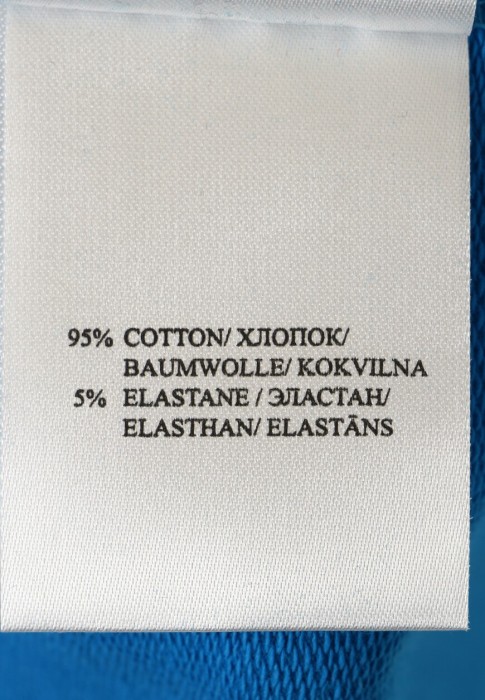 95% COTTON/ ХЛОПОК/
BAUMWOLLE/ KOKVILNA
5% ELASTANE / ЭЛАСТАН/
ELASTHAN/ ELASTĀNS